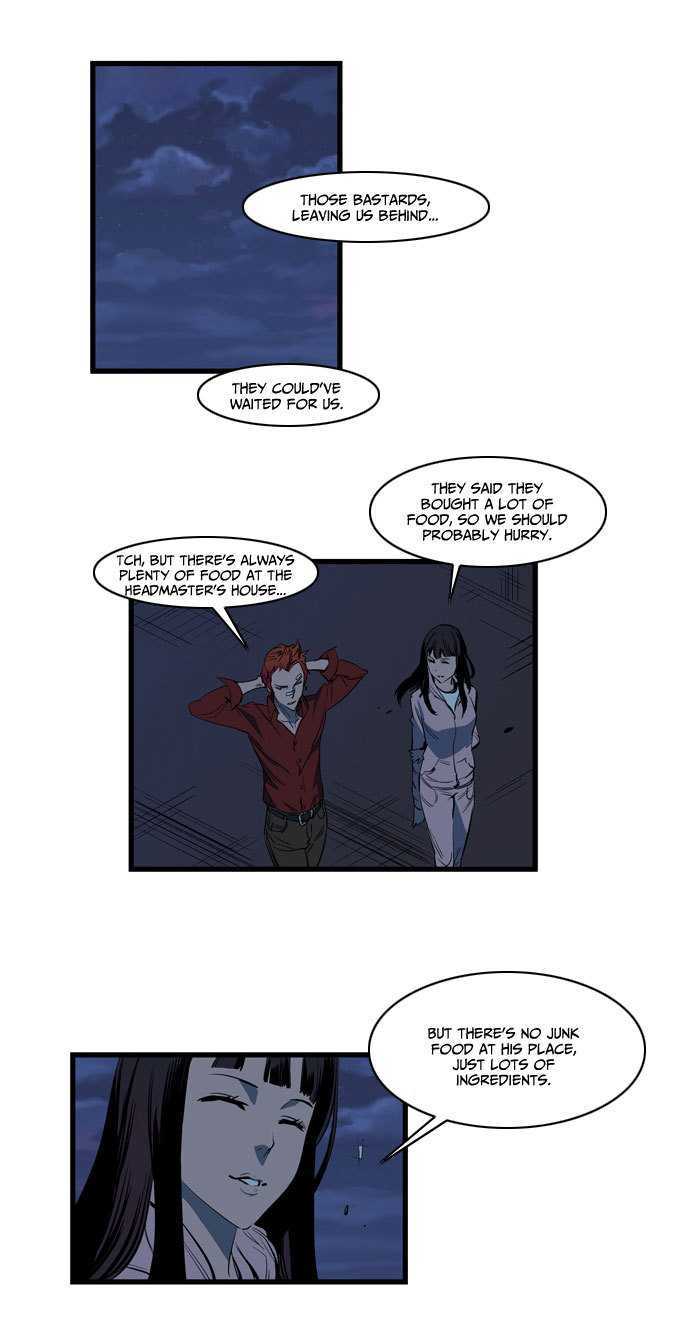 THOSE BASTARDS,
LEAVING US BEHIND...
THEY COULD'VE
WAITED FOR US.
THEY SAID THEY
BOUGHT A LOT OF
FOOD, SO WE SHOULD
PROBABLY HURRY.
TCH, BUT THERE'S ALWAYS
PLENTY OF FOOD AT THE
HEADMASTER'S HOUSE...
BUT THERE'S NO JUNK
FOOD AT HIS PLACE,
JUST LOTS OF
INGREDIENTS.